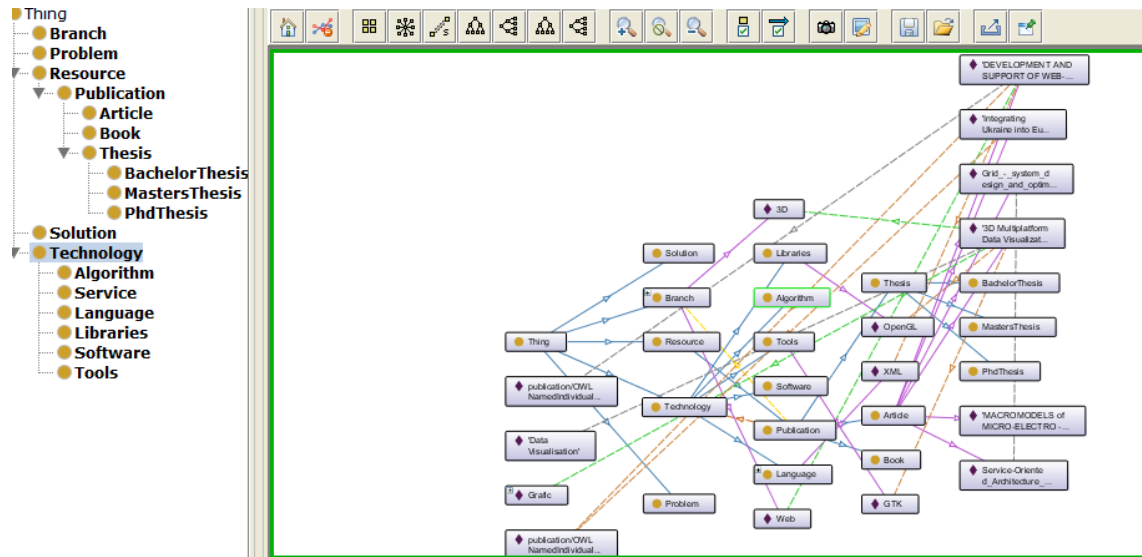 Thing
Branch
Problem
Resource
Publication
Article
Book
Thesis
BachelorThesis
MastersThesis
PhdThesis
Solution
Technology
Algorithm
Service
Language
Libraries
Software
Tools
'DEVELOPMENT AND
SUPPORT OF WEB-...
'Integrating
Ukraine into Eu...
Grid_-_system_d
esign_and_optim...
3D
'3D Multiplatform
Data Visualizat...
Solution
Libraries
Thesis
BachelorThesis
Branch
Algorithm
OpenGL
MastersThesis
Thing
Resource
Tools
XML
PhdThesis
publication/OWL
NamedIndividual...
Software
Technology
Publication
Article
'MACROMODELS of
MICRO-ELECTRO -...
'Data
Visualisation'
Book
Language
Service-Oriente
d_Architecture_...
Grafic
Problem
GTK
Web
publication/OWL
NamedIndividual...